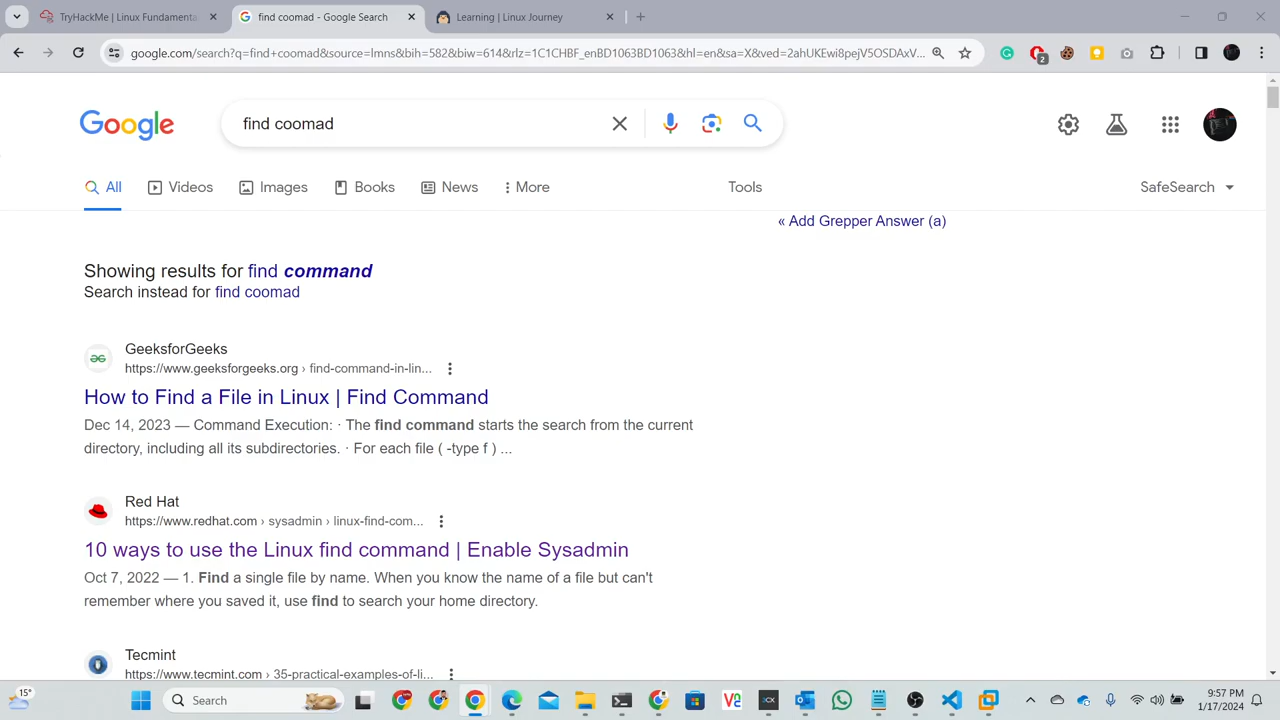 TryHackMe | Linux Fundamenta
find coomad - Google Search
Learning | Linux Journey
google.com/search?q=find+coomad&source=lmns&bih=582&biw=614&rlz=1C1CHBF_enBD1063BD1063&hl=en&sa=X&ved=2ahUKEwi8pejV5OSDAxV...
2
Google
find coomad
All
Videos
Images
Books
News
More
Tools
SafeSearch
« Add Grepper Answer (a)
Showing results for find command
Search instead for find coomad
GeeksforGeeks
https://www.geeksforgeeks.org › find-command-in-lin...
How to Find a File in Linux | Find Command
Dec 14, 2023 — Command Execution: · The find command starts the search from the current
directory, including all its subdirectories. · For each file ( -type f ) ...
Red Hat
https://www.redhat.com › sysadmin › linux-find-com...
10 ways to use the Linux find command | Enable Sysadmin
Oct 7, 2022 — 1. Find a single file by name. When you know the name of a file but can't
remember where you saved it, use find to search your home directory.
Tecmint
https://www.tecmint.com › 35-practical-examples-of-li...
15°
Search
9:57 PM
1/17/2024